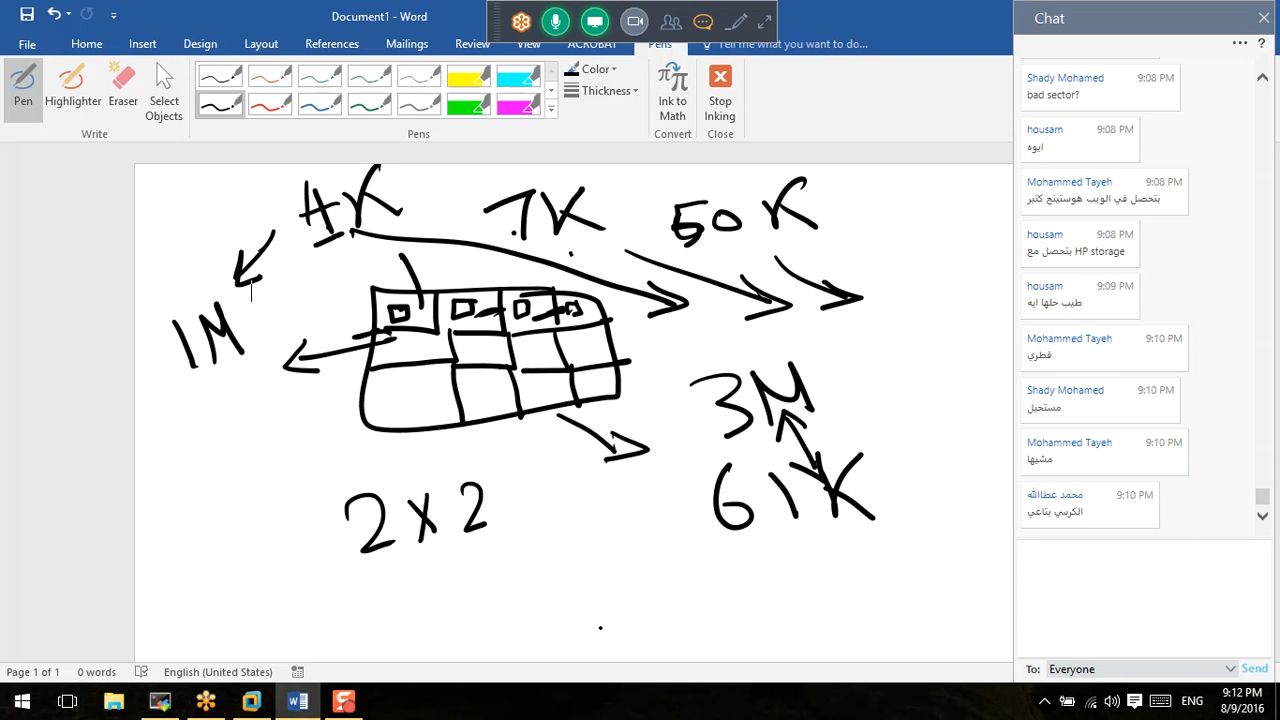 Document1 - Word
File
Home
Insert
Design
Layout
References
Mailings
Review
View
ACROBAT
Pens
Tell me what you want to do...
Pen
Highlighter
Eraser
Select
Objects
Color
Thickness
Ink to
Math
Stop
Inking
Write
Pens
Convert
Close
4K 7K 50K
1M
3M
61K
2 x 2
Chat
Shady Mohamed 9:08 PM
bad sector?
housam 9:08 PM
ايوه
Mohammed Tayeh 9:08 PM
بتحصل في الويب هوستينج كتير
housam 9:08 PM
بتحصل مع HP storage
housam 9:09 PM
طيب حلها ايه
Mohammed Tayeh 9:10 PM
قطري
Shady Mohamed 9:10 PM
مستحيل
Mohammed Tayeh 9:10 PM
مشيها
محمد عطاالله 9:10 PM
الكرسي بتاعي
To: Everyone Send
Page 1 of 1 0 words English (United States)
ENG
9:12 PM
8/9/2016